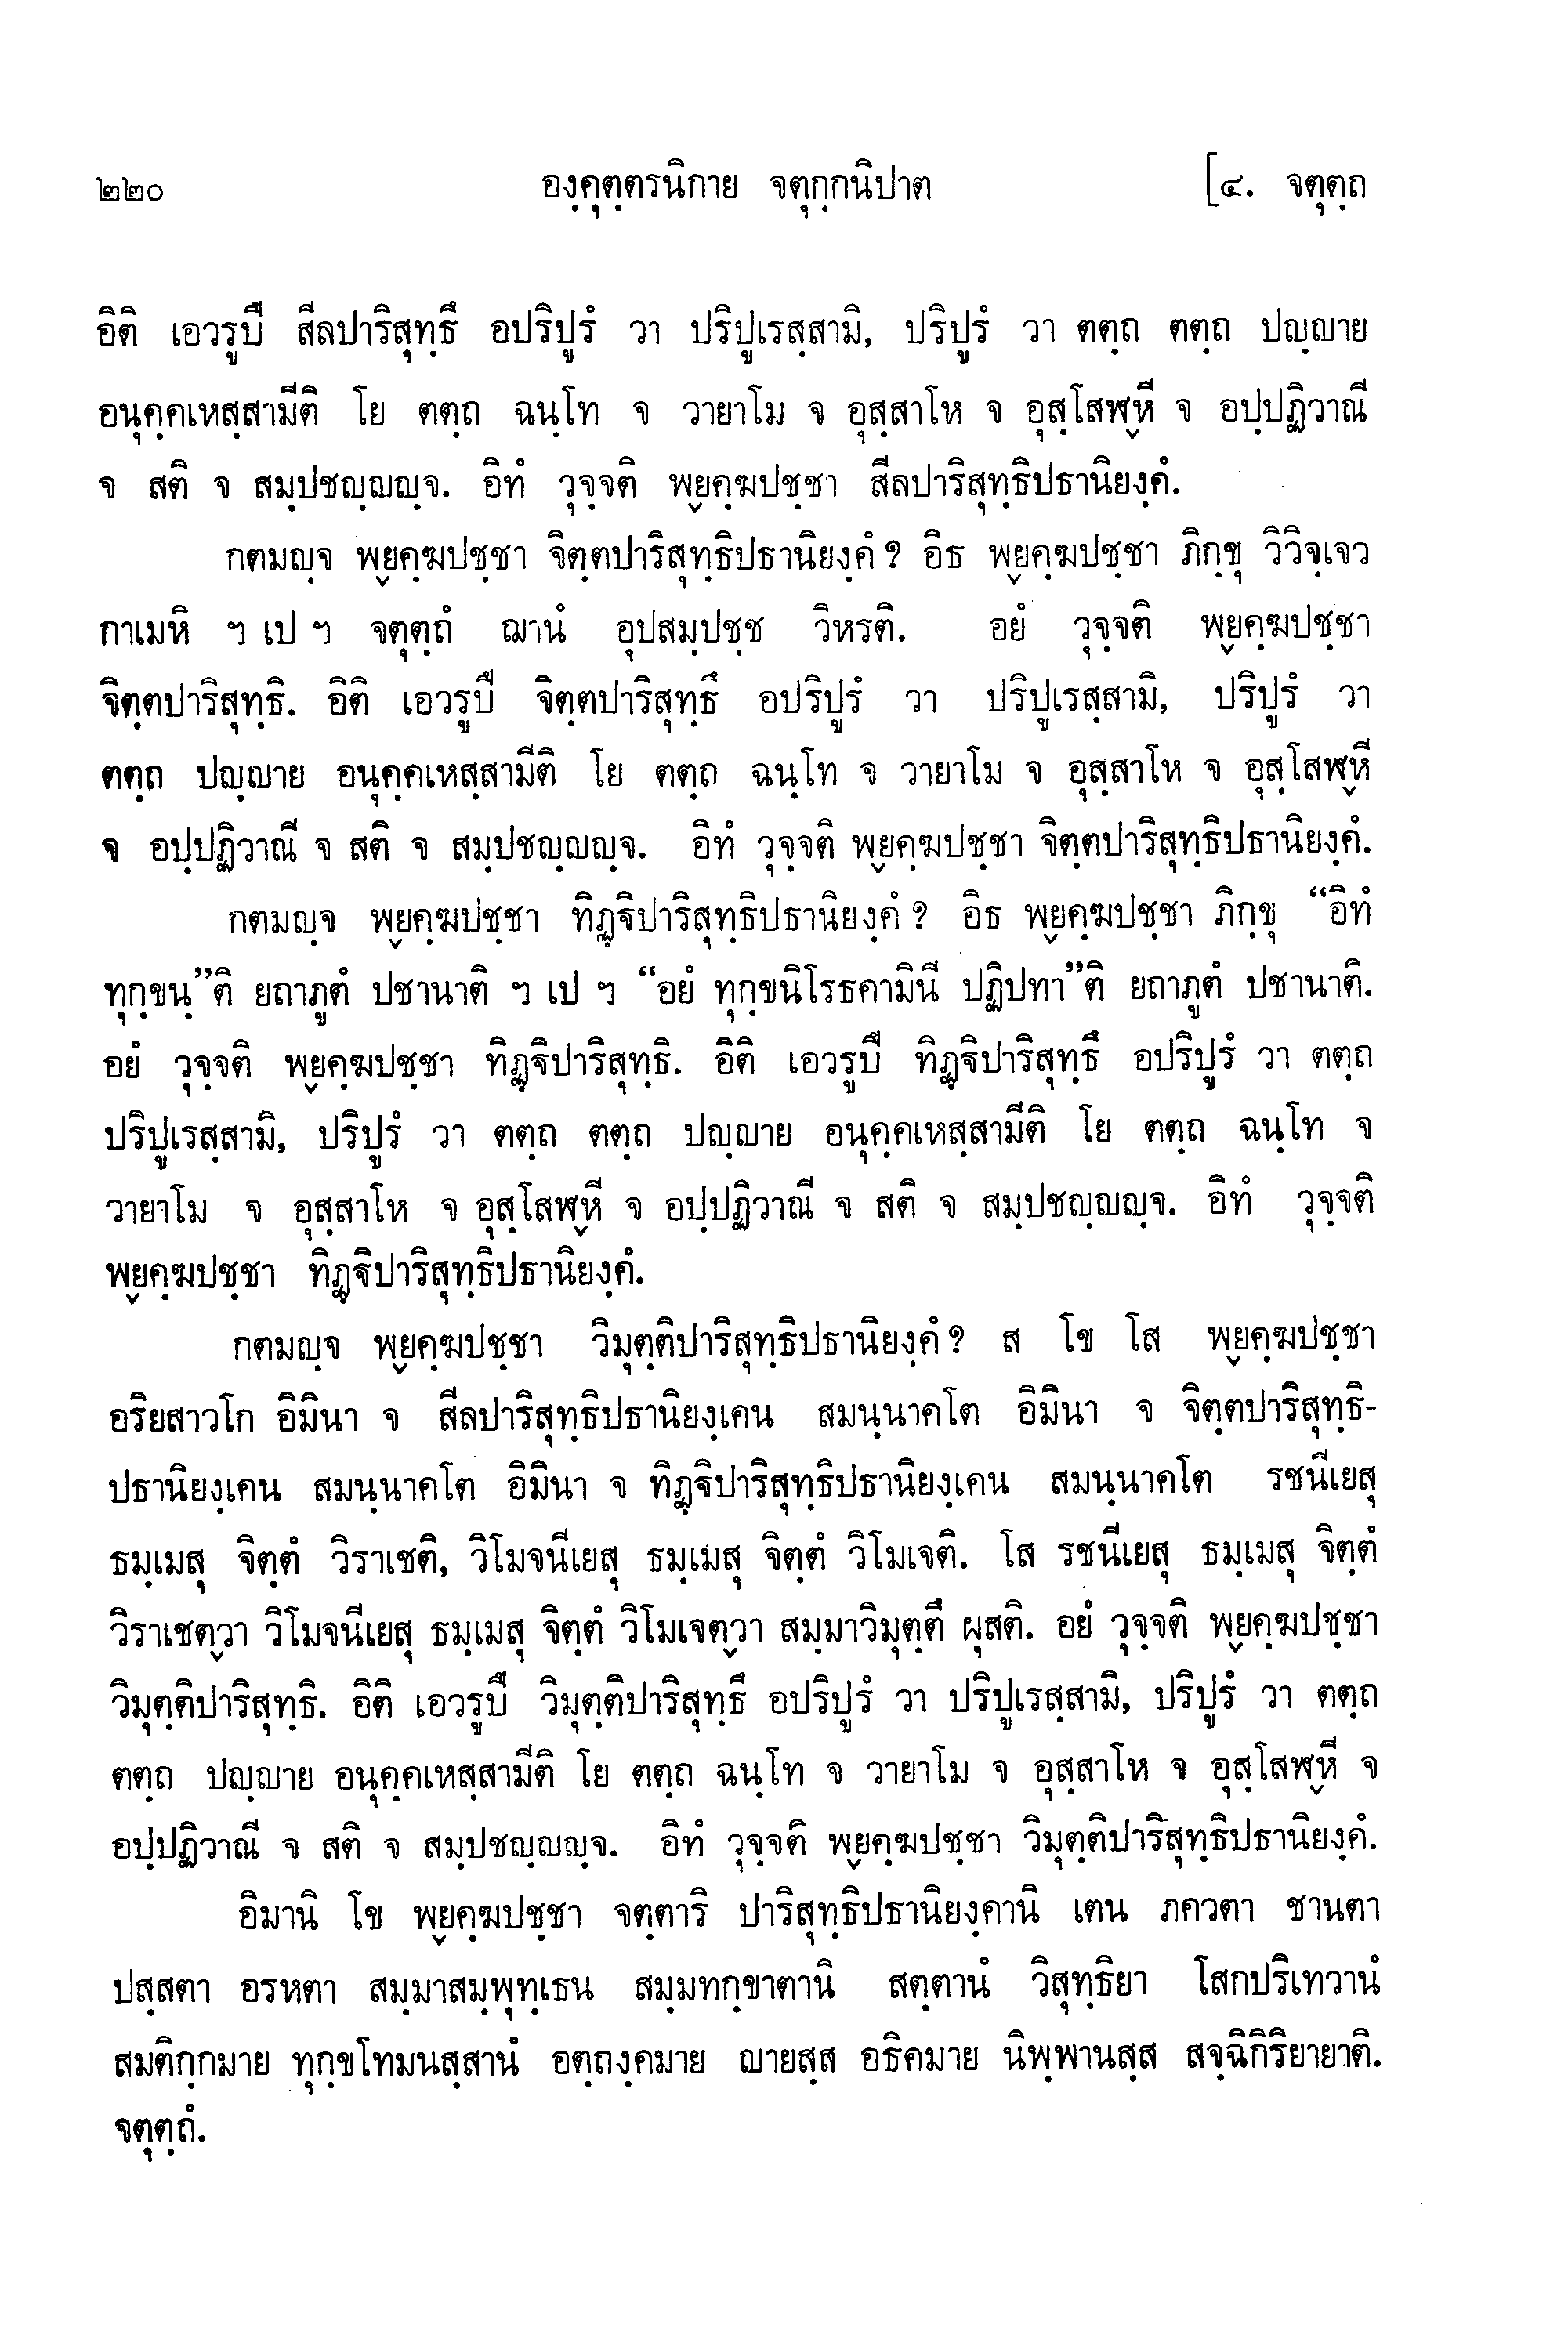 ๒๒๐ องฺคุตฺตรนิกาย จตุกฺกนิปาต [๔. จตุตฺถ
อิติ เอวรูปึ สีลปาริสุทฺธึ อปริปูรํ วา ปริปูเรสฺสามิ, ปริปูรํ วา ตตฺถ ตตฺถ ปญฺญาย
อนุคฺคเหสฺสามีติ โย ตตฺถ ฉนฺโท จ วายาโม จ อุสฺสาโห จ อุสฺโสฬฺหี จ อปฺปฏิวาณี
จ สติ จ สมฺปชญฺญญฺจ. อิทํ วุจฺจติ พฺยคฺฆปชฺชา สีลปาริสุทฺธิปธานิยงฺคํ.
กตมญฺจ พฺยคฺฆปชฺชา จิตฺตปาริสุทฺธิปธานิยงฺคํ? อิธ พฺยคฺฆปชฺชา ภิกฺขุ วิวิจฺเจว
กาเมหิ ฯ เป ฯ จตุตฺถํ ฌานํ อุปสมฺปชฺช วิหรติ. อยํ วุจฺจติ พฺยคฺฆปชฺชา
จิตฺตปาริสุทฺธิ. อิติ เอวรูปึ จิตฺตปาริสุทฺธึ อปริปูรํ วา ปริปูเรสฺสามิ, ปริปูรํ วา
ตตฺถ ปญฺญาย อนุคฺคเหสฺสามีติ โย ตตฺถ ฉนฺโท จ วายาโม จ อุสฺสาโห จ อุสฺโสฬฺหี
จ อปฺปฏิวาณี จ สติ จ สมฺปชญฺญญฺจ. อิทํ วุจฺจติ พฺยคฺฆปชฺชา จิตฺตปาริสุทฺธิปธานิยงฺคํ.
กตมญฺจ พฺยคฺฆปชฺชา ทิฏฺฐิปาริสุทฺธิปธานิยงฺคํ? อิธ พฺยคฺฆปชฺชา ภิกฺขุ “อิทํ
ทุกฺขนฺ”ติ ยถาภูตํ ปชานาติ ฯ เป ฯ “อยํ ทุกฺขนิโรธคามินี ปฏิปทา”ติ ยถาภูตํ ปชานาติ.
อยํ วุจฺจติ พฺยคฺฆปชฺชา ทิฏฺฐิปาริสุทฺธิ. อิติ เอวรูปึ ทิฏฺฐิปาริสุทฺธึ อปริปูรํ วา ตตฺถ
ปริปูเรสฺสามิ, ปริปูรํ วา ตตฺถ ตตฺถ ปญฺญาย อนุคฺคเหสฺสามีติ โย ตตฺถ ฉนฺโท จ
วายาโม จ อุสฺสาโห จ อุสฺโสฬฺหี จ อปฺปฏิวาณี จ สติ จ สมฺปชญฺญญฺจ. อิทํ วุจฺจติ
พฺยคฺฆปชฺชา ทิฏฺฐิปาริสุทฺธิปธานิยงฺคํ.
กตมญฺจ พฺยคฺฆปชฺชา วิมุตฺติปาริสุทฺธิปธานิยงฺคํ? ส โข โส พฺยคฺฆปชฺชา
อริยสาวโก อิมินา จ สีลปาริสุทฺธิปธานิยงฺเคน สมนฺนาคโต อิมินา จ จิตฺตปาริสุทฺธิ-
ปธานิยงฺเคน สมนฺนาคโต อิมินา จ ทิฏฺฐิปาริสุทฺธิปธานิยงฺเคน สมนฺนาคโต รชนีเยสุ
ธมฺเมสุ จิตฺตํ วิราเชติ, วิโมจนีเยสุ ธมฺเมสุ จิตฺตํ วิโมเจติ. โส รชนีเยสุ ธมฺเมสุ จิตฺตํ
วิราเชตฺวา วิโมจนีเยสุ ธมฺเมสุ จิตฺตํ วิโมเจตฺวา สมฺมาวิมุตฺตึ ผุสติ. อยํ วุจฺจติ พฺยคฺฆปชฺชา
วิมุตฺติปาริสุทฺธิ. อิติ เอวรูปึ วิมุตฺติปาริสุทฺธึ อปริปูรํ วา ปริปูเรสฺสามิ, ปริปูรํ วา ตตฺถ
ตตฺถ ปญฺญาย อนุคฺคเหสฺสามีติ โย ตตฺถ ฉนฺโท จ วายาโม จ อุสฺสาโห จ อุสฺโสฬฺหี จ
อปฺปฏิวาณี จ สติ จ สมฺปชญฺญญฺจ. อิทํ วุจฺจติ พฺยคฺฆปชฺชา วิมุตฺติปาริสุทฺธิปธานิยงฺคํ.
อิมานิ โข พฺยคฺฆปชฺชา จตฺตาริ ปาริสุทฺธิปธานิยงฺคานิ เตน ภควตา ชานตา
ปสฺสตา อรหตา สมฺมาสมฺพุทฺเธน สมฺมทกฺขาตานิ สตฺตานํ วิสุทฺธิยา โสกปริเทวานํ
สมติกฺกมาย ทุกฺขโทมนสฺสานํ อตฺถงฺคมาย ญายสฺส อธิคมาย นิพฺพานสฺส สจฺฉิกิริยายาติ.
จตุตฺถํ.